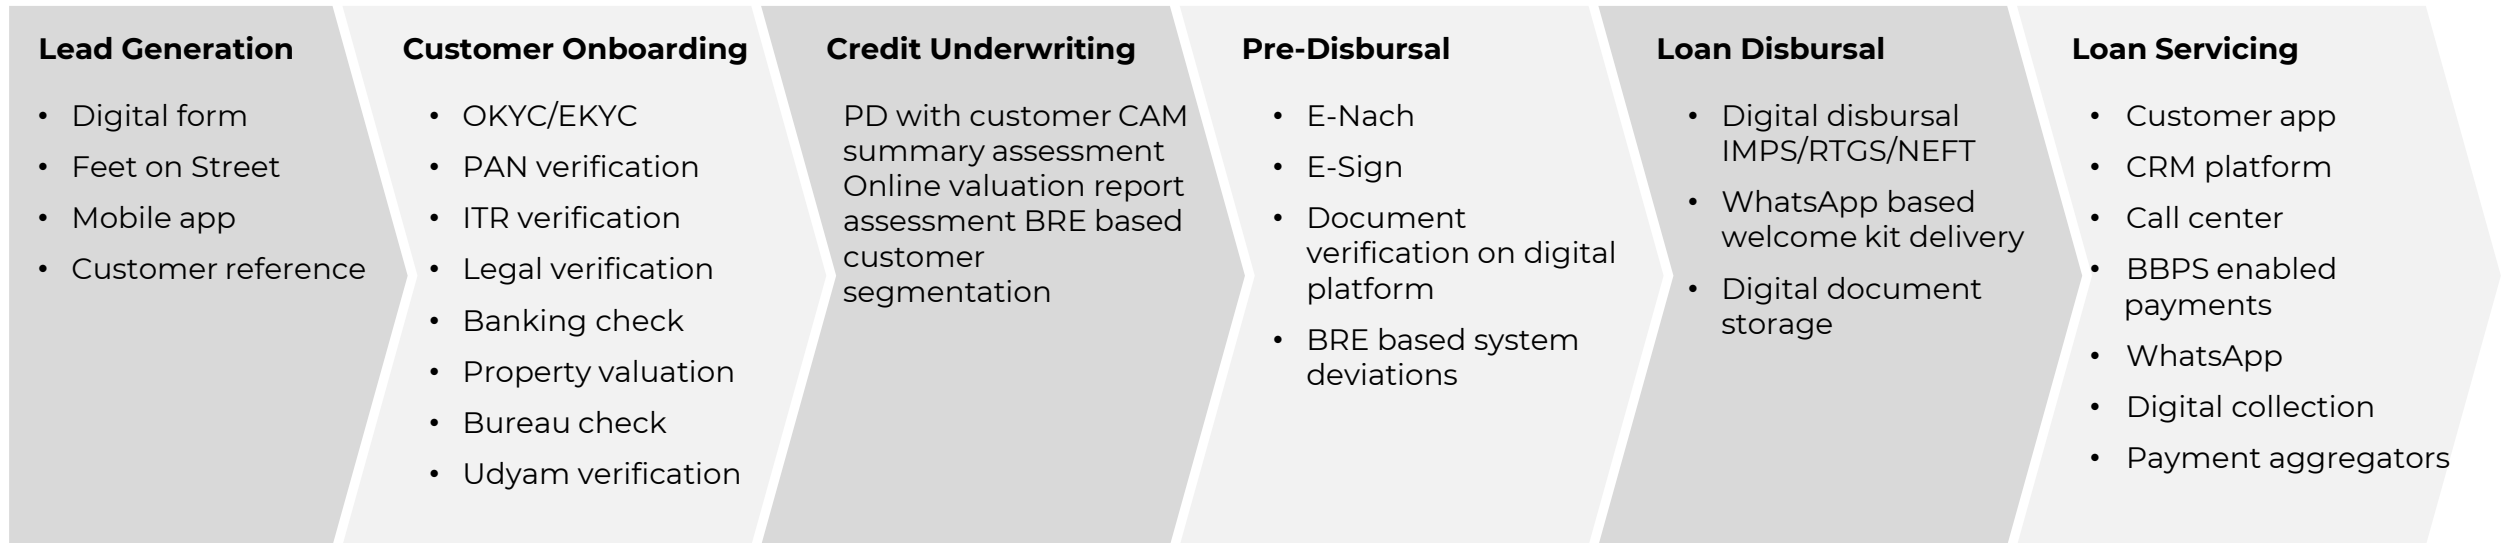 Lead Generation
• Digital form
• Feet on Street
• Mobile app
• Customer reference
Customer Onboarding
• OKYC/EKYC
• PAN verification
• ITR verification
• Legal verification
• Banking check
• Property valuation
• Bureau check
• Udyam verification
Credit Underwriting
PD with customer CAM
summary assessment
Online valuation report
assessment BRE based
customer
segmentation
Pre-Disbursal
• E-Nach
• E-Sign
• Document
verification on digital
platform
• BRE based system
deviations
Loan Disbursal
• Digital disbursal
IMPS/RTGS/NEFT
• WhatsApp based
welcome kit delivery
• Digital document
storage
Loan Servicing
• Customer app
• CRM platform
• Call center
• BBPS enabled
payments
• WhatsApp
• Digital collection
• Payment aggregators